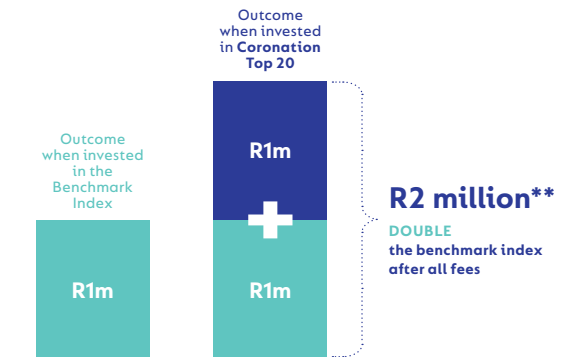 Outcome
when invested
in Coronation
Top 20
Outcome
when invested
in the
Benchmark
Index
R1m
R1m
R1m
R2 million**
DOUBLE
the benchmark index
after all fees